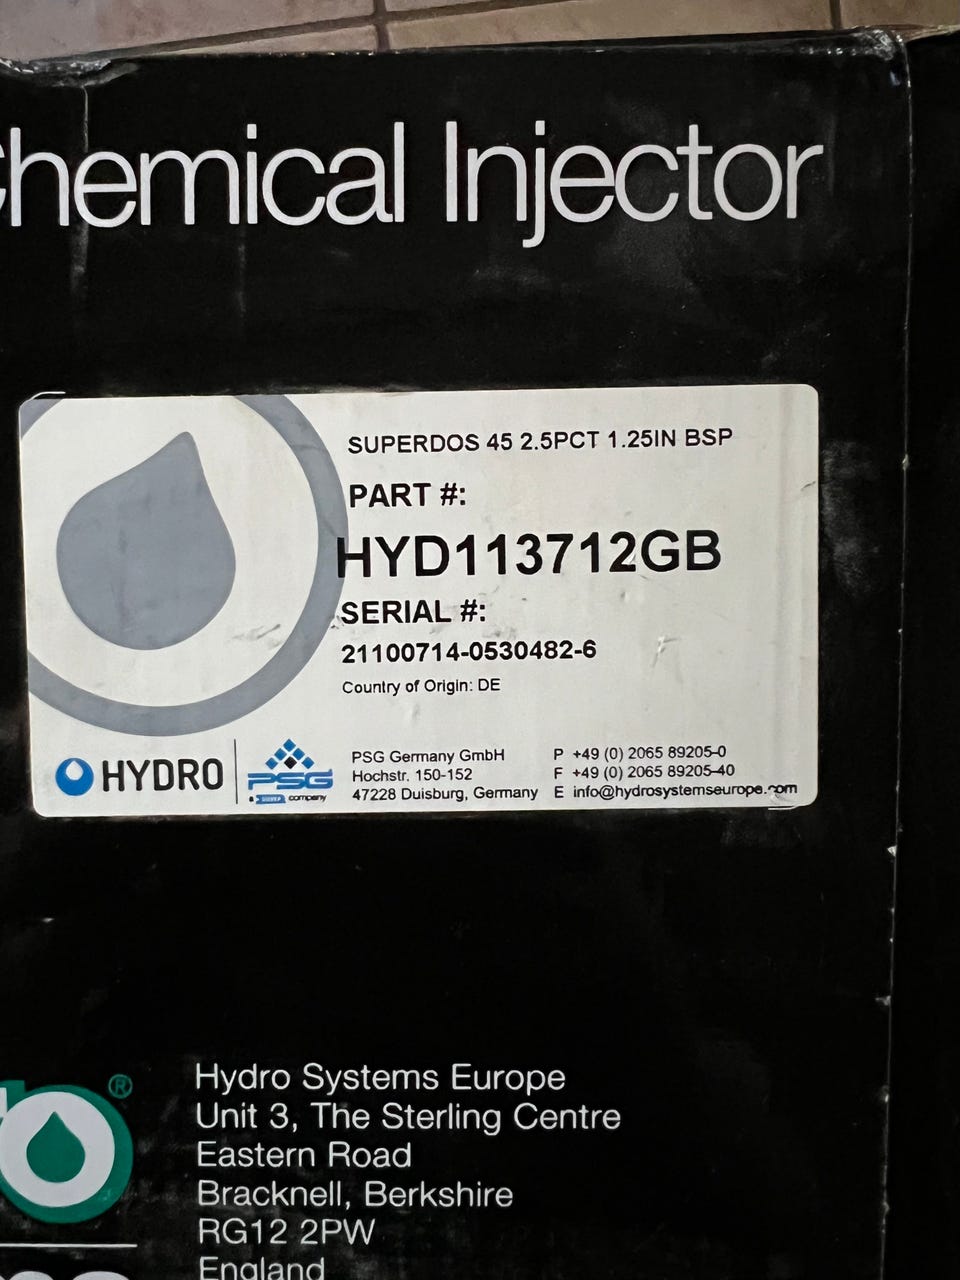 Chemical Injector
SUPERDOS 45 2.5PCT 1.25IN BSP
PART #:
HYD113712GB
SERIAL #:
21100714-0530482-6
Country of Origin: DE
HYDRO
PSG
a DOVER company
PSG Germany GmbH
Hochstr. 150-152
47228 Duisburg, Germany
P +49 (0) 2065 89205-0
F +49 (0) 2065 89205-40
E info@hydrosystemseurope.com
®
Hydro Systems Europe
Unit 3, The Sterling Centre
Eastern Road
Bracknell, Berkshire
RG12 2PW
England